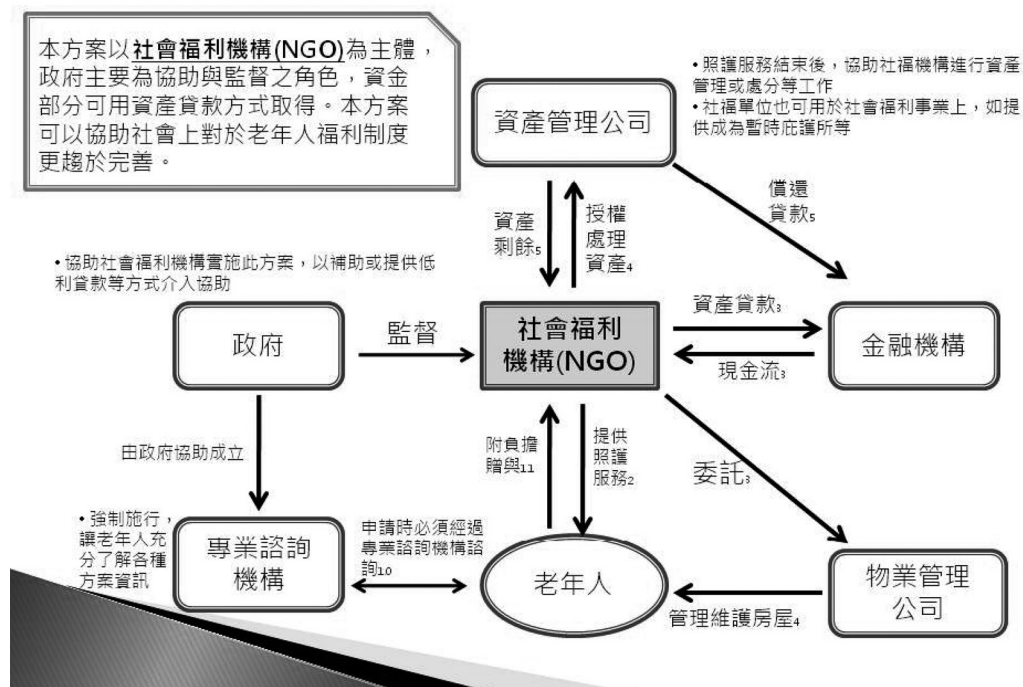 本方案以社會福利機構(NGO)為主體，
政府主要為協助與監督之角色，資金
部分可用資產貸款方式取得。本方案
可以協助社會上對於老年人福利制度
更趨於完善。
資產管理公司
•照護服務結束後，協助社福機構進行資產
管理或處分等工作
•社福單位也可用於社會福利事業上，如提
供成為暫時庇護所等
資產
剩餘5
授權
處理
資產4
償還
貸款5
•協助社會福利機構實施此方案，以補助或提供低
利貸款等方式介入協助
政府
監督
社會福利
機構(NGO)
資產貸款3
現金流3
金融機構
由政府協助成立
附負擔
贈與11
提供
照護
服務2
委託3
•強制施行，
讓老年人充
分了解各種
方案資訊
專業諮詢
機構
申請時必須經過
專業諮詢機構諮
詢10
老年人
管理維護房屋4
物業管理
公司